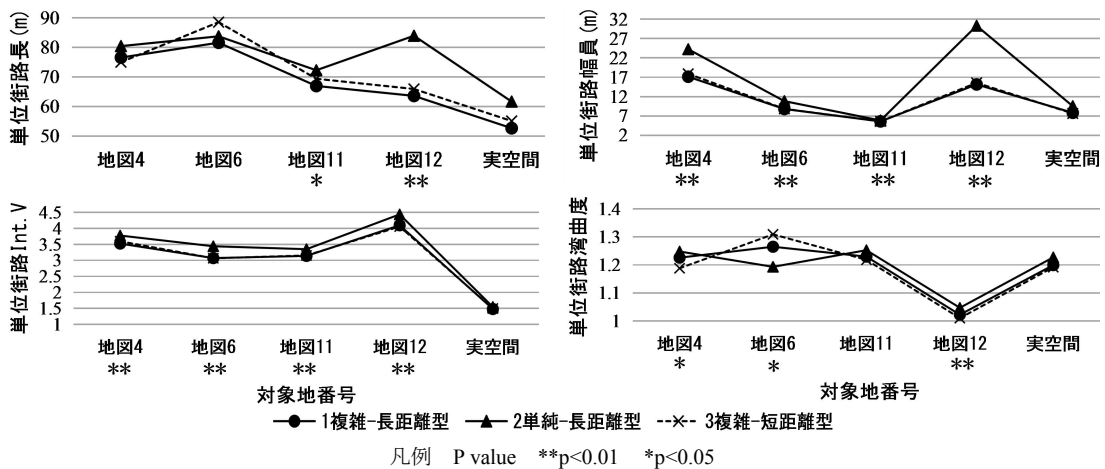 単位街路長(m)
90
80
70
60
50
地図4 地図6 地図11 地図12 実空間
* **
単位街路幅員(m)
32
27
22
17
12
7
2
地図4 地図6 地図11 地図12 実空間
** ** ** **
単位街路Int.V
4.5
4
3.5
3
2.5
2
1.5
1
地図4 地図6 地図11 地図12 実空間
** ** ** **
対象地番号
単位街路湾曲度
1.4
1.3
1.2
1.1
1
地図4 地図6 地図11 地図12 実空間
* * **
対象地番号
1複雑-長距離型 2単純-長距離型 3複雑-短距離型
凡例 P value **p<0.01 *p<0.05